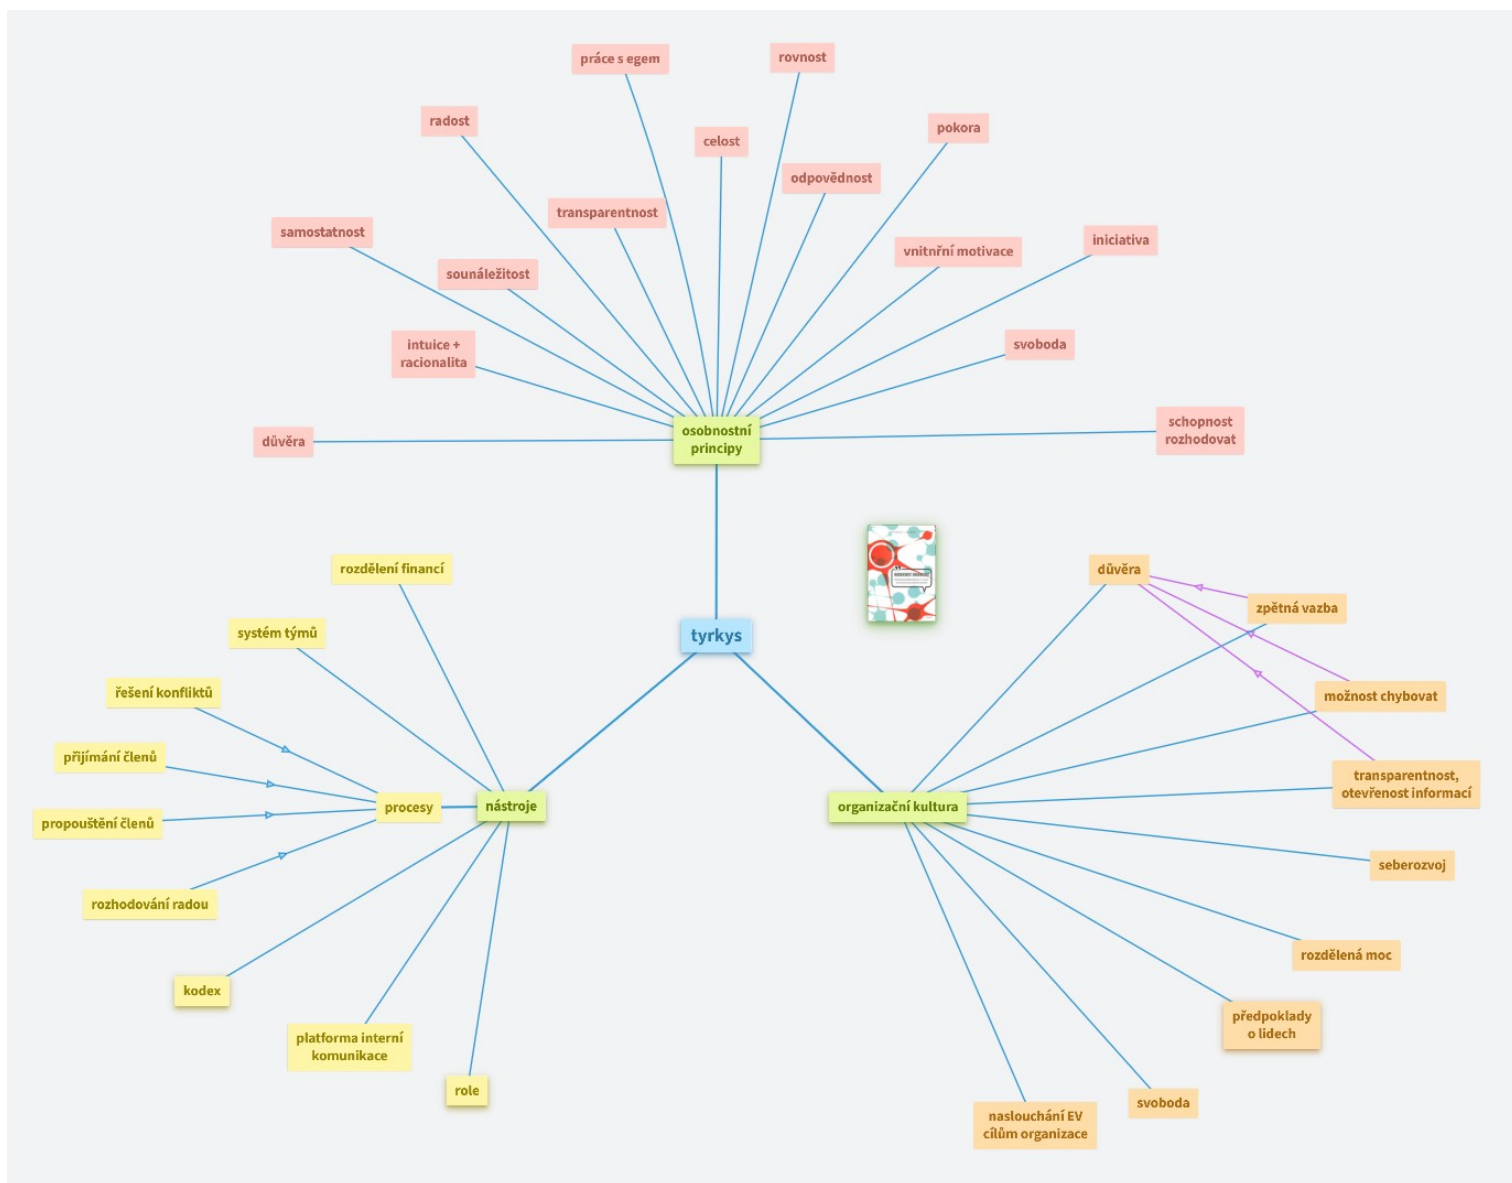 práce s egem
rovnost
radost
pokora
celost
odpovědnost
transparentnost
samostatnost
iniciativa
vnitnřní motivace
sounáležitost
intuice +
racionalita
svoboda
důvěra
osobnostní
principy
schopnost
rozhodovat
rozdělení financí
důvěra
zpětná vazba
systém týmů
tyrkys
řešení konfliktů
možnost chybovat
přijímání členů
transparentnost,
otevřenost informací
procesy
nástroje
organizační kultura
propouštění členů
seberozvoj
rozhodování radou
rozdělená moc
kodex
předpoklady
o lidech
platforma interní
komunikace
role
svoboda
naslouchání EV
cílům organizace